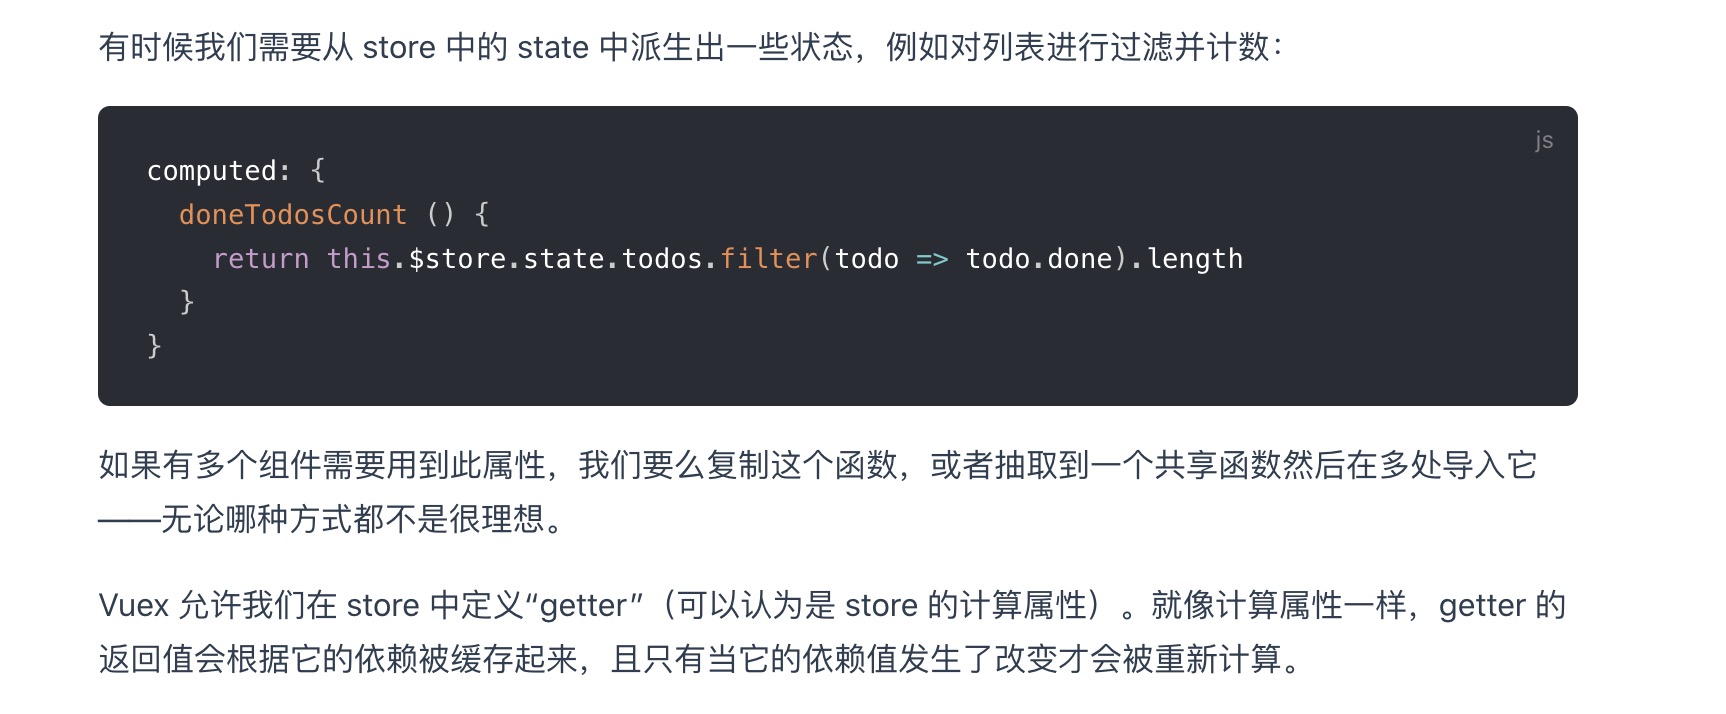 有时候我们需要从 store 中的 state 中派生出一些状态，例如对列表进行过滤并计数：
js
computed: {
  doneTodosCount () {
    return this.$store.state.todos.filter(todo => todo.done).length
  }
}
如果有多个组件需要用到此属性，我们要么复制这个函数，或者抽取到一个共享函数然后在多处导入它
——无论哪种方式都不是很理想。
Vuex 允许我们在 store 中定义“getter”（可以认为是 store 的计算属性）。就像计算属性一样，getter 的
返回值会根据它的依赖被缓存起来，且只有当它的依赖值发生了改变才会被重新计算。